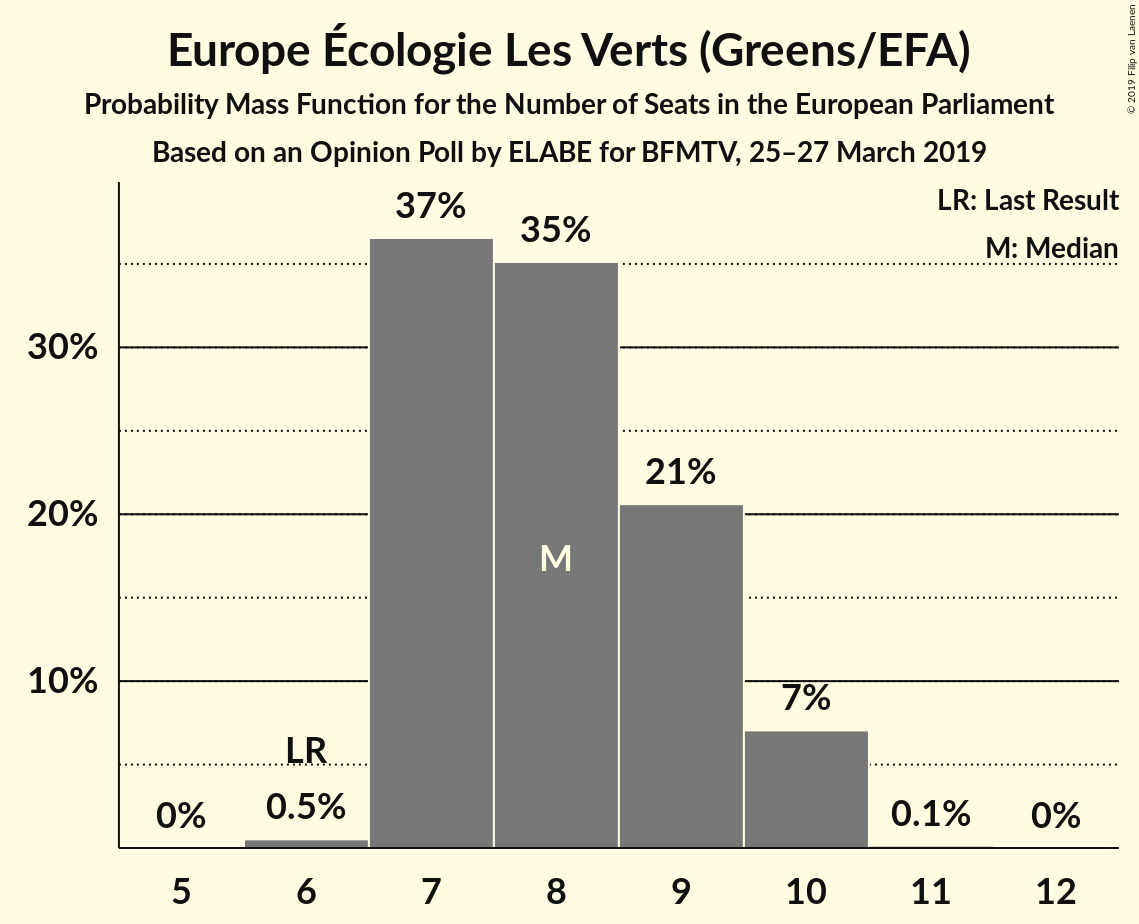 Europe Écologie Les Verts (Greens/EFA)
Probability Mass Function for the Number of Seats in the European Parliament
Based on an Opinion Poll by ELABE for BFMTV, 25–27 March 2019
© 2019 Filip van Laenen
LR: Last Result
M: Median
37%
35%
30%
21%
20%
M
10%
7%
LR
0%
0.5%
0.1%
0%
5 6 7 8 9 10 11 12